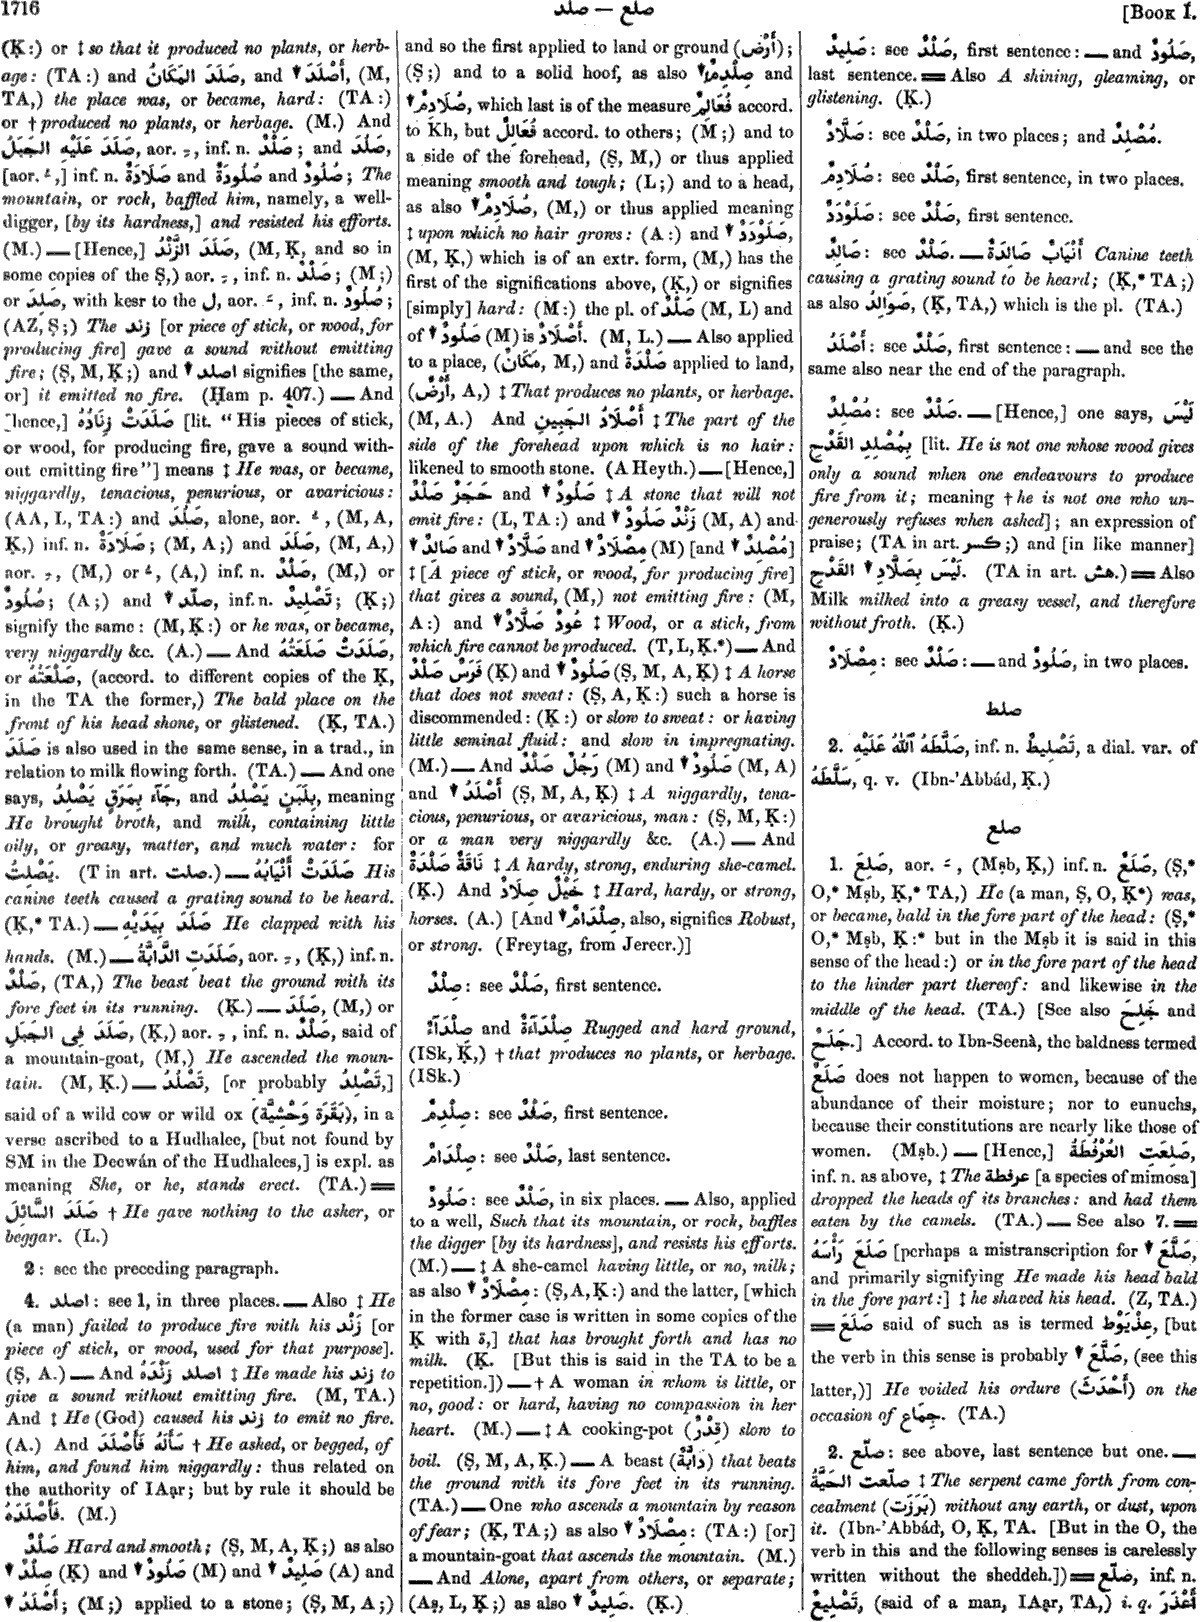 1716
صلد — صلع
[BOOK I.
(Ḳ:) or ‡ so that it produced no plants, or herb-
age: (TA:) and صَلَدَ المَكَانُ, and ▼ أَصْلَدَ, (M,
TA,) the place was, or became, hard: (TA:)
or † produced no plants, or herbage. (M.) And
صَلَدَ عَلَيْهِ الجَبَلُ, aor. ـِ, inf. n. صَلْدٌ; and صَلُدَ,
[aor. ـُ,] inf. n. صَلَادَةٌ and صُلُودَةٌ and صُلُودٌ; The
mountain, or rock, baffled him, namely, a well-
digger, [by its hardness,] and resisted his efforts.
(M.) — [Hence,] صَلَدَ الزَّنْدُ, (M, Ḳ, and so in
some copies of the Ṣ,) aor. ـِ, inf. n. صَلْدٌ; (M;)
or صَلِدَ, with kesr to the ل, aor. ـَ, inf. n. صُلُودٌ;
(AZ, Ṣ;) The زند [or piece of stick, or wood, for
producing fire] gave a sound without emitting
fire; (Ṣ, M, Ḳ;) and ▼ اصلد signifies [the same,
or] it emitted no fire. (Ḥam p. 407.) — And
[hence,] صَلَدَتْ زِنَادُهُ [lit. “His pieces of stick,
or wood, for producing fire, gave a sound with-
out emitting fire”] means ‡ He was, or became,
niggardly, tenacious, penurious, or avaricious:
(AA, L, TA:) and صَلُدَ, alone, aor. ـُ, (M, A,
Ḳ,) inf. n. صَلَادَةٌ; (M, A;) and صَلَدَ, (M, A,)
aor. ـِ, (M,) or ـُ, (A,) inf. n. صَلْدٌ, (M,) or
صُلُودٌ; (A;) and ▼ صلّد, inf. n. تَصْلِيدٌ; (Ḳ;)
signify the same: (M, Ḳ:) or he was, or became,
very niggardly &c. (A.) — And صَلَدَتْ صَلَعَتُهُ,
or صَلْعَتُهُ, (accord. to different copies of the Ḳ,
in the TA the former,) The bald place on the
front of his head shone, or glistened. (Ḳ, TA.)
صَلَدَ is also used in the same sense, in a trad., in
relation to milk flowing forth. (TA.) — And one
says, جَآءَ بِمَرَقٍ يَصْلِدُ, and بِلَبَنٍ يَصْلِدُ, meaning
He brought broth, and milk, containing little
oily, or greasy, matter, and much water: for
يَصْلِتُ. (T in art. صلت.) — صَلَدَتْ أَنْيَابُهُ His
canine teeth caused a grating sound to be heard.
(Ḳ,* TA.) — صَلَدَ بِيَدَيْهِ He clapped with his
hands. (M.) — صَلَدَتِ الدَّابَّةُ, aor. ـِ, (Ḳ,) inf. n.
صَلْدٌ, (TA,) The beast beat the ground with its
fore feet in its running. (Ḳ.) — صَلَدَ, (M,) or
صَلَدَ فِى الجَبَلِ, (Ḳ,) aor. ـِ, inf. n. صَلْدٌ, said of
a mountain-goat, (M,) He ascended the moun-
tain. (M, Ḳ.) — تَصْلُدُ, [or probably تَصْلِدُ,]
said of a wild cow or wild ox (بَقَرَة وَحْشِيَّة), in a
verse ascribed to a Hudhalee, [but not found by
SM in the Deewán of the Hudhalees,] is expl. as
meaning She, or he, stands erect. (TA.) ==
صَلَدَ السَّائِلَ † He gave nothing to the asker, or
beggar. (L.)
2: see the preceding paragraph.
4. اصلد: see 1, in three places. — Also ‡ He
(a man) failed to produce fire with his زَنْد [or
piece of stick, or wood, used for that purpose].
(Ṣ, A.) — And اصلد زَنْدَهُ ‡ He made his زند to
give a sound without emitting fire. (M, TA.)
And ‡ He (God) caused his زند to emit no fire.
(A.) And سَأَلَهُ فَأَصْلَدَ † He asked, or begged, of
him, and found him niggardly: thus related on
the authority of IAạr; but by rule it should be
فَأَصْلَدَهُ. (M.)
صَلْدٌ Hard and smooth; (Ṣ, M, A, Ḳ;) as also
▼ صِلْدٌ (Ḳ) and ▼ صَلُودٌ (M) and ▼ صَلِيدٌ (A) and
▼ أَصْلَدُ; (M;) applied to a stone; (Ṣ, M, A;)
and so the first applied to land or ground (أَرْض);
(Ṣ;) and to a solid hoof, as also ▼ صِلْدِمٌ and
▼ صُلَادِمٌ, which last is of the measure فُعَالِمٌ accord.
to Kh, but فُعَالِلٌ accord. to others; (M;) and to
a side of the forehead, (Ṣ, M,) or thus applied
meaning smooth and tough; (L;) and to a head,
as also ▼ صُلَادِمٌ, (M,) or thus applied meaning
‡ upon which no hair grows: (A:) and ▼ صَلَوْدَدٌ,
(M, Ḳ,) which is of an extr. form, (M,) has the
first of the significations above, (Ḳ,) or signifies
[simply] hard: (M:) the pl. of صَلْدٌ (M, L) and
of ▼ صَلُودٌ (M) is أَصْلَادٌ. (M, L.) — Also applied
to a place, (مَكَانٌ, M,) and صَلْدَةٌ applied to land,
(أَرْضٌ, A,) ‡ That produces no plants, or herbage.
(M, A.) And أَصْلَادُ الجَبِينِ ‡ The part of the
side of the forehead upon which is no hair:
likened to smooth stone. (A Heyth.) — [Hence,]
حَجَرٌ صَلْدٌ and ▼ صَلُودٌ ‡ A stone that will not
emit fire: (L, TA:) and ▼ زَنْدٌ صَلُودٌ (M, A) and
▼ صَالِدٌ and ▼ صَلَّادٌ and ▼ مِصْلَادٌ (M) [and ▼ مُصْلِدٌ]
‡ [A piece of stick, or wood, for producing fire]
that gives a sound, (M,) not emitting fire: (M,
A:) and ▼ عُودٌ صَلَّادٌ ‡ Wood, or a stick, from
which fire cannot be produced. (T, L, Ḳ.*) — And
فَرَسٌ صَلْدٌ (Ḳ) and ▼ صَلُودٌ (Ṣ, M, A, Ḳ) ‡ A horse
that does not sweat: (Ṣ, A, Ḳ:) such a horse is
discommended: (Ḳ:) or slow to sweat: or having
little seminal fluid: and slow in impregnating.
(M.) — And رَجُلٌ صَلْدٌ (M) and ▼ صَلُودٌ (M, A)
and ▼ أَصْلَدُ (Ṣ, M, A, Ḳ) ‡ A niggardly, tena-
cious, penurious, or avaricious, man: (Ṣ, M, Ḳ:)
or a man very niggardly &c. (A.) — And
نَاقَةٌ صَلْدَةٌ ‡ A hardy, strong, enduring she-camel.
(Ḳ.) And خَيْلٌ صِلَادٌ ‡ Hard, hardy, or strong,
horses. (A.) [And ▼ صِلْدَامٌ, also, signifies Robust,
or strong. (Freytag, from Jereer.)]
صِلْدٌ: see صَلْدٌ, first sentence.
صِلْدَآءٌ and صِلْدَآءَةٌ Rugged and hard ground,
(ISk, Ḳ,) † that produces no plants, or herbage.
(ISk.)
صِلْدِمٌ: see صَلْدٌ, first sentence.
صِلْدَامٌ: see صَلْدٌ, last sentence.
صَلُودٌ: see صَلْدٌ, in six places. — Also, applied
to a well, Such that its mountain, or rock, baffles
the digger [by its hardness], and resists his efforts.
(M.) — ‡ A she-camel having little, or no, milk;
as also ▼ مِصْلَادٌ: (Ṣ, A, Ḳ:) and the latter, [which
in the former case is written in some copies of the
Ḳ with ة,] that has brought forth and has no
milk. (Ḳ. [But this is said in the TA to be a
repetition.]) — † A woman in whom is little, or
no, good: or hard, having no compassion in her
heart. (M.) — ‡ A cooking-pot (قِدْرٌ) slow to
boil. (Ṣ, M, A, Ḳ.) — A beast (دَابَّةٌ) that beats
the ground with its fore feet in its running.
(TA.) — One who ascends a mountain by reason
of fear; (Ḳ, TA;) as also ▼ مِصْلَادٌ: (TA:) [or]
a mountain-goat that ascends the mountain. (M.)
— And Alone, apart from others, or separate;
(Aṣ, L, Ḳ;) as also ▼ صَلِيدٌ. (Ḳ.)
صَلِيدٌ: see صَلْدٌ, first sentence: — and صَلُودٌ,
last sentence. == Also A shining, gleaming, or
glistening. (Ḳ.)
صَلَّادٌ: see صَلْدٌ, in two places; and مُصْلِدٌ.
صُلَادِمٌ: see صَلْدٌ, first sentence, in two places.
صَلَوْدَدٌ: see صَلْدٌ, first sentence.
صَالِدٌ: see صَلْدٌ. — أَنْيَابٌ صَالِدَةٌ Canine teeth
causing a grating sound to be heard; (Ḳ,* TA;)
as also صَوَالِدُ, (Ḳ, TA,) which is the pl. (TA.)
أَصْلَدُ: see صَلْدٌ, first sentence: — and see the
same also near the end of the paragraph.
مُصْلِدٌ: see صَلْدٌ. — [Hence,] one says, لَيْسَ
بِمُصْلِدِ القَدْحِ [lit. He is not one whose wood gives
only a sound when one endeavours to produce
fire from it; meaning † he is not one who un-
generously refuses when asked]; an expression of
praise; (TA in art. كسر;) and [in like manner]
لَيْسَ بِصَلَّادِ ▼ القَدْحِ. (TA in art. هش.) == Also
Milk milked into a greasy vessel, and therefore
without froth. (Ḳ.)
مِصْلَادٌ: see صَلْدٌ: — and صَلُودٌ, in two places.
صلط
2. صَلَّطَهُ ٱللّٰهُ عَلَيْهِ, inf. n. تَصْلِيطٌ, a dial. var. of
سَلَّطَهُ, q. v. (Ibn-'Abbád, Ḳ.)
صلع
1. صَلِعَ, aor. ـَ, (Mṣb, Ḳ,) inf. n. صَلَعٌ, (Ṣ,*
O,* Mṣb, Ḳ,* TA,) He (a man, Ṣ, O, Ḳ*) was,
or became, bald in the fore part of the head: (Ṣ,*
O,* Mṣb, Ḳ:* but in the Mṣb it is said in this
sense of the head:) or in the fore part of the head
to the hinder part thereof: and likewise in the
middle of the head. (TA.) [See also جَلِحَ and
جَلَحٌ.] Accord. to Ibn-Seenà, the baldness termed
صَلَعٌ does not happen to women, because of the
abundance of their moisture; nor to eunuchs,
because their constitutions are nearly like those of
women. (Mṣb.) — [Hence,] صَلِعَتِ العُرْفُطَةُ,
inf. n. as above, ‡ The عرفطة [a species of mimosa]
dropped the heads of its branches: and had them
eaten by the camels. (TA.) — See also 7. ==
صَلَعَ رَأْسَهُ [perhaps a mistranscription for ▼ صَلَّعَ,
and primarily signifying He made his head bald
in the fore part:] ‡ he shaved his head. (Z, TA.)
== صَلَعَ said of such as is termed عِذْيَوْط, [but
the verb in this sense is probably ▼ صَلَّعَ, (see this
latter,)] He voided his ordure (أَحْدَثَ) on the
occasion of جِمَاع. (TA.)
2. صلّع: see above, last sentence but one. —
صلّعت الحَيَّةُ ‡ The serpent came forth from con-
cealment (بَرَزَت) without any earth, or dust, upon
it. (Ibn-'Abbád, O, Ḳ, TA. [But in the O, the
verb in this and the following senses is carelessly
written without the sheddeh.]) == صلّع, inf. n.
تَصْلِيعٌ, (said of a man, IAạr, TA,) i. q. أَعْذَرَ